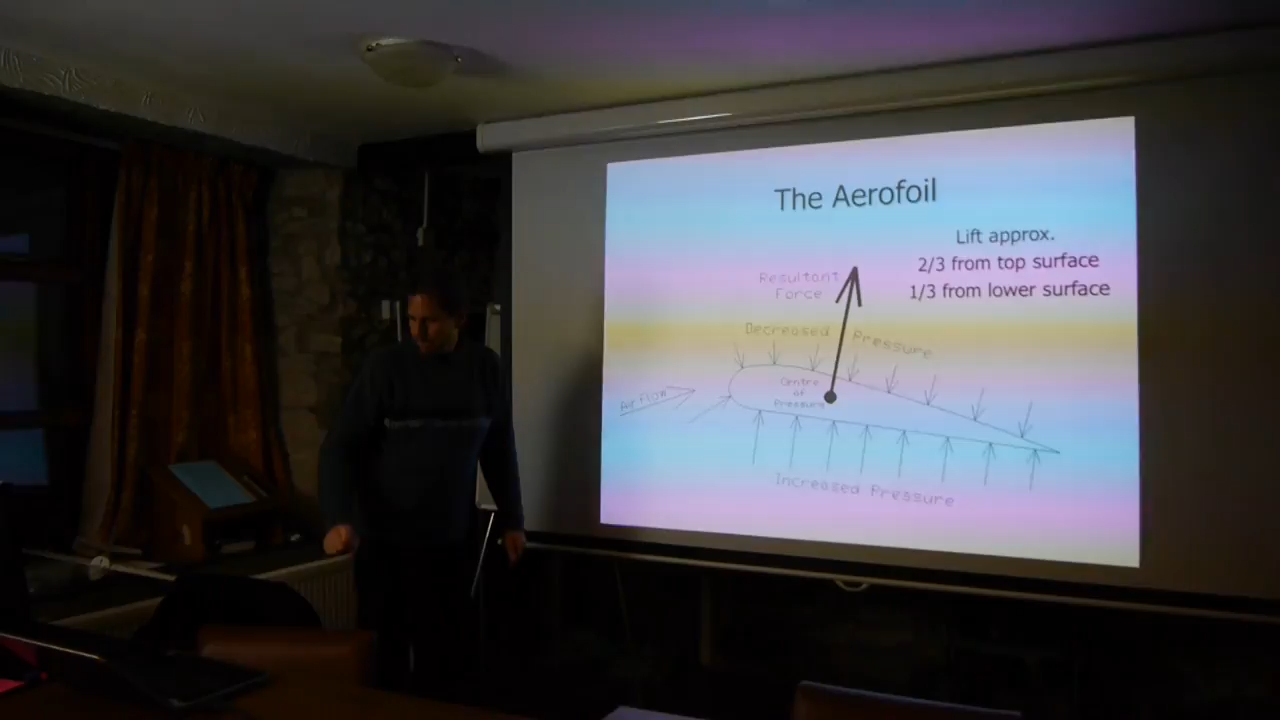 The Aerofoil
Lift approx.
2/3 from top surface
1/3 from lower surface
Resultant
Force
Decreased Pressure
Air Flow
Centre
of
Pressure
Increased Pressure